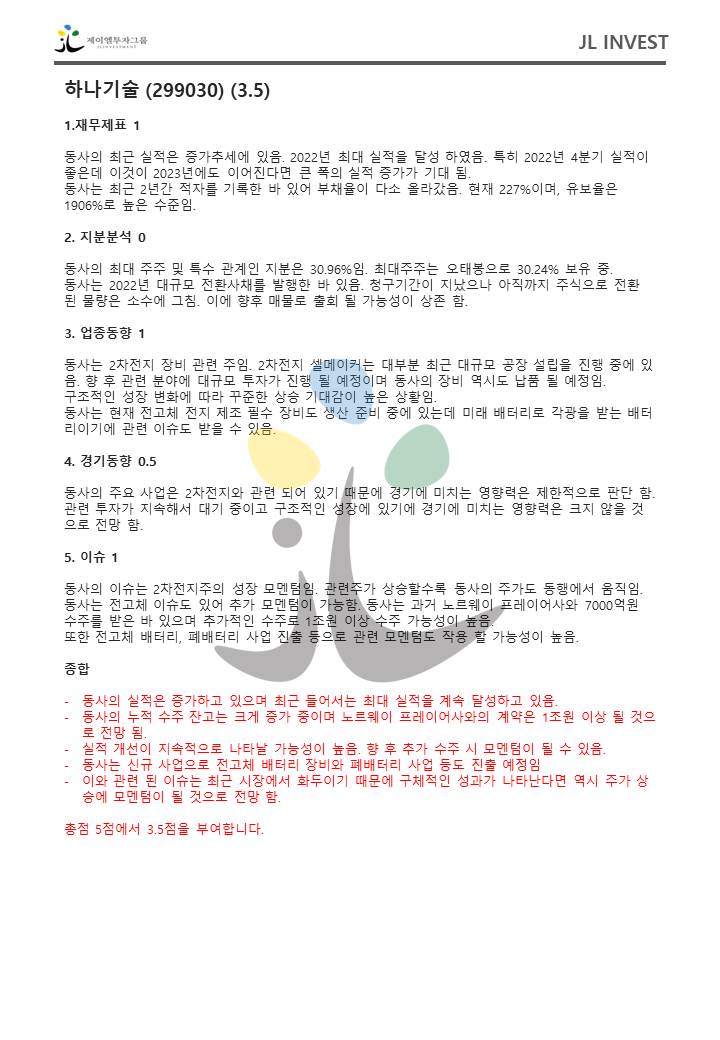 제이엘투자그룹
JL INVESTMENT
JL INVEST
하나기술 (299030) (3.5)
1.재무제표 1
동사의 최근 실적은 증가추세에 있음. 2022년 최대 실적을 달성 하였음. 특히 2022년 4분기 실적이
좋은데 이것이 2023년에도 이어진다면 큰 폭의 실적 증가가 기대 됨.
동사는 최근 2년간 적자를 기록한 바 있어 부채율이 다소 올라갔음. 현재 227%이며, 유보율은
1906%로 높은 수준임.
2. 지분분석 0
동사의 최대 주주 및 특수 관계인 지분은 30.96%임. 최대주주는 오태봉으로 30.24% 보유 중.
동사는 2022년 대규모 전환사채를 발행한 바 있음. 청구기간이 지났으나 아직까지 주식으로 전환
된 물량은 소수에 그침. 이에 향후 매물로 출회 될 가능성이 상존 함.
3. 업종동향 1
동사는 2차전지 장비 관련 주임. 2차전지 셀메이커는 대부분 최근 대규모 공장 설립을 진행 중에 있
음. 향 후 관련 분야에 대규모 투자가 진행 될 예정이며 동사의 장비 역시도 납품 될 예정임.
구조적인 성장 변화에 따라 꾸준한 상승 기대감이 높은 상황임.
동사는 현재 전고체 전지 제조 필수 장비도 생산 준비 중에 있는데 미래 배터리로 각광을 받는 배터
리이기에 관련 이슈도 받을 수 있음.
4. 경기동향 0.5
동사의 주요 사업은 2차전지와 관련 되어 있기 때문에 경기에 미치는 영향력은 제한적으로 판단 함.
관련 투자가 지속해서 대기 중이고 구조적인 성장에 있기에 경기에 미치는 영향력은 크지 않을 것
으로 전망 함.
5. 이슈 1
동사의 이슈는 2차전지주의 성장 모멘텀임. 관련주가 상승할수록 동사의 주가도 동행에서 움직임.
동사는 전고체 이슈도 있어 추가 모멘텀이 가능함. 동사는 과거 노르웨이 프레이어사와 7000억원
수주를 받은 바 있으며 추가적인 수주로 1조원 이상 수주 가능성이 높음.
또한 전고체 배터리, 폐배터리 사업 진출 등으로 관련 모멘텀도 작용 할 가능성이 높음.
종합
- 동사의 실적은 증가하고 있으며 최근 들어서는 최대 실적을 계속 달성하고 있음.
- 동사의 누적 수주 잔고는 크게 증가 중이며 노르웨이 프레이어사와의 계약은 1조원 이상 될 것으
로 전망 됨.
- 실적 개선이 지속적으로 나타날 가능성이 높음. 향 후 추가 수주 시 모멘텀이 될 수 있음.
- 동사는 신규 사업으로 전고체 배터리 장비와 폐배터리 사업 등도 진출 예정임
- 이와 관련 된 이슈는 최근 시장에서 화두이기 때문에 구체적인 성과가 나타난다면 역시 주가 상
승에 모멘텀이 될 것으로 전망 함.
총점 5점에서 3.5점을 부여합니다.